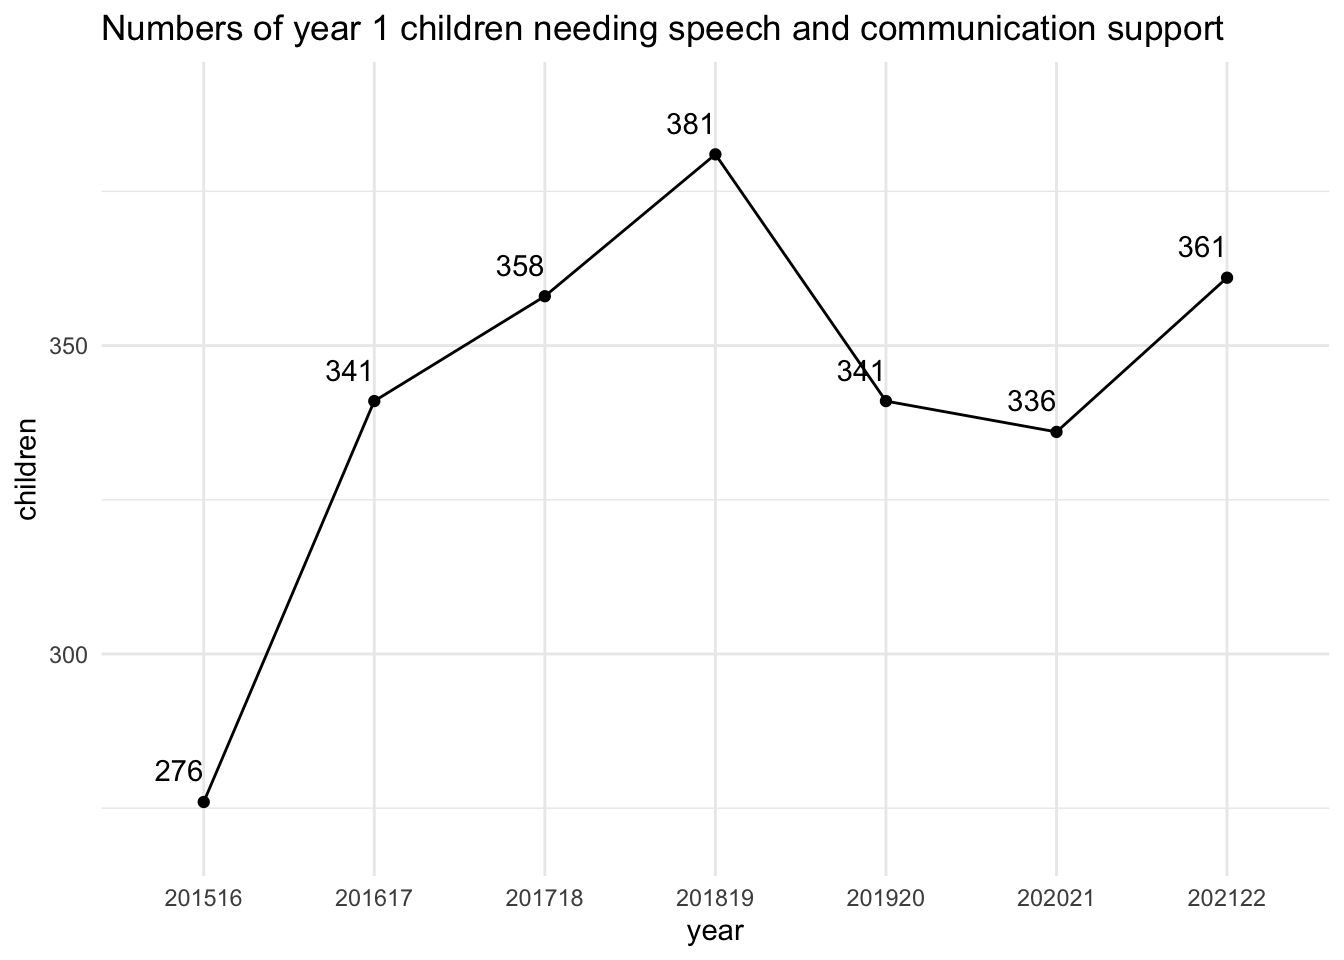 Numbers of year 1 children needing speech and communication support
381
361
358
350
341
341
336
children
300
276
201516 201617 201718 201819 201920 202021 202122
year